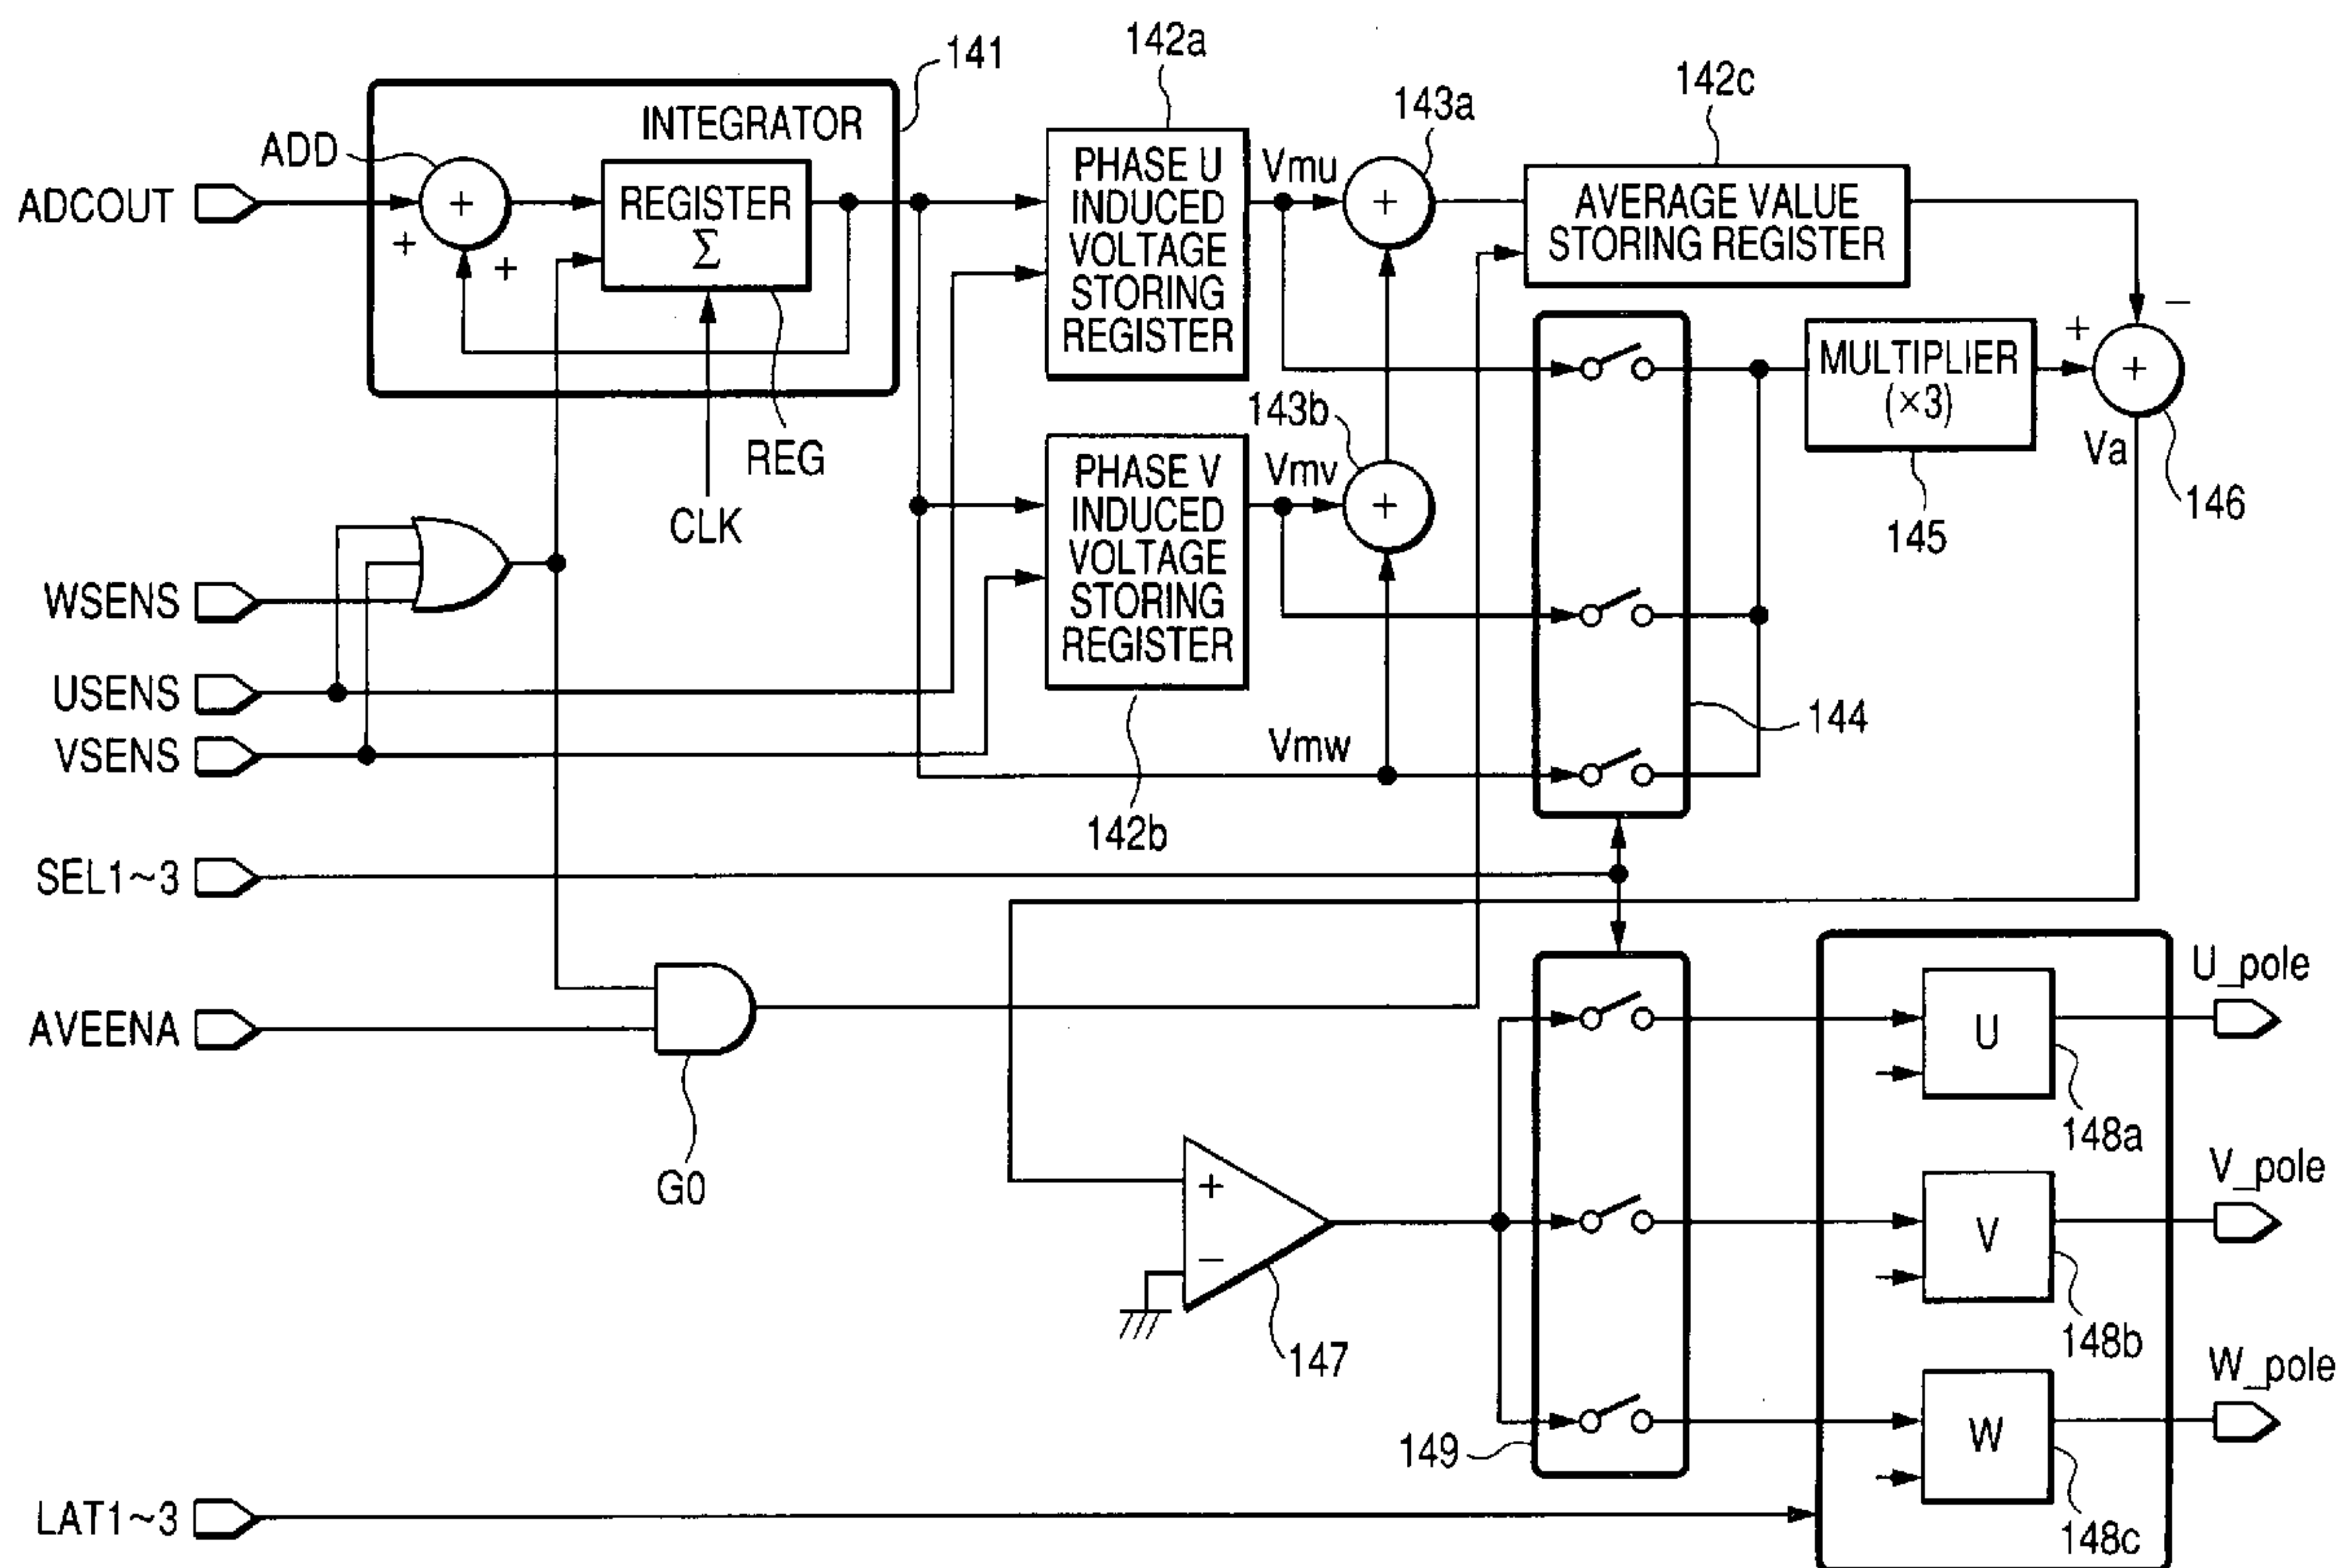 142a
141
142c
143a
INTEGRATOR
ADD
ADCOUT
+
+
+
REGISTER
Σ
PHASE U
INDUCED
VOLTAGE
STORING
REGISTER
Vmu
+
AVERAGE VALUE
STORING REGISTER
−
+
MULTIPLIER
(×3)
+
Va
146
145
REG
CLK
143b
PHASE V
INDUCED
VOLTAGE
STORING
REGISTER
Vmv
+
WSENS
USENS
VSENS
Vmw
144
142b
SEL1~3
AVEENA
G0
U_pole
U
148a
+
−
147
V_pole
V
148b
W_pole
W
149
148c
LAT1~3